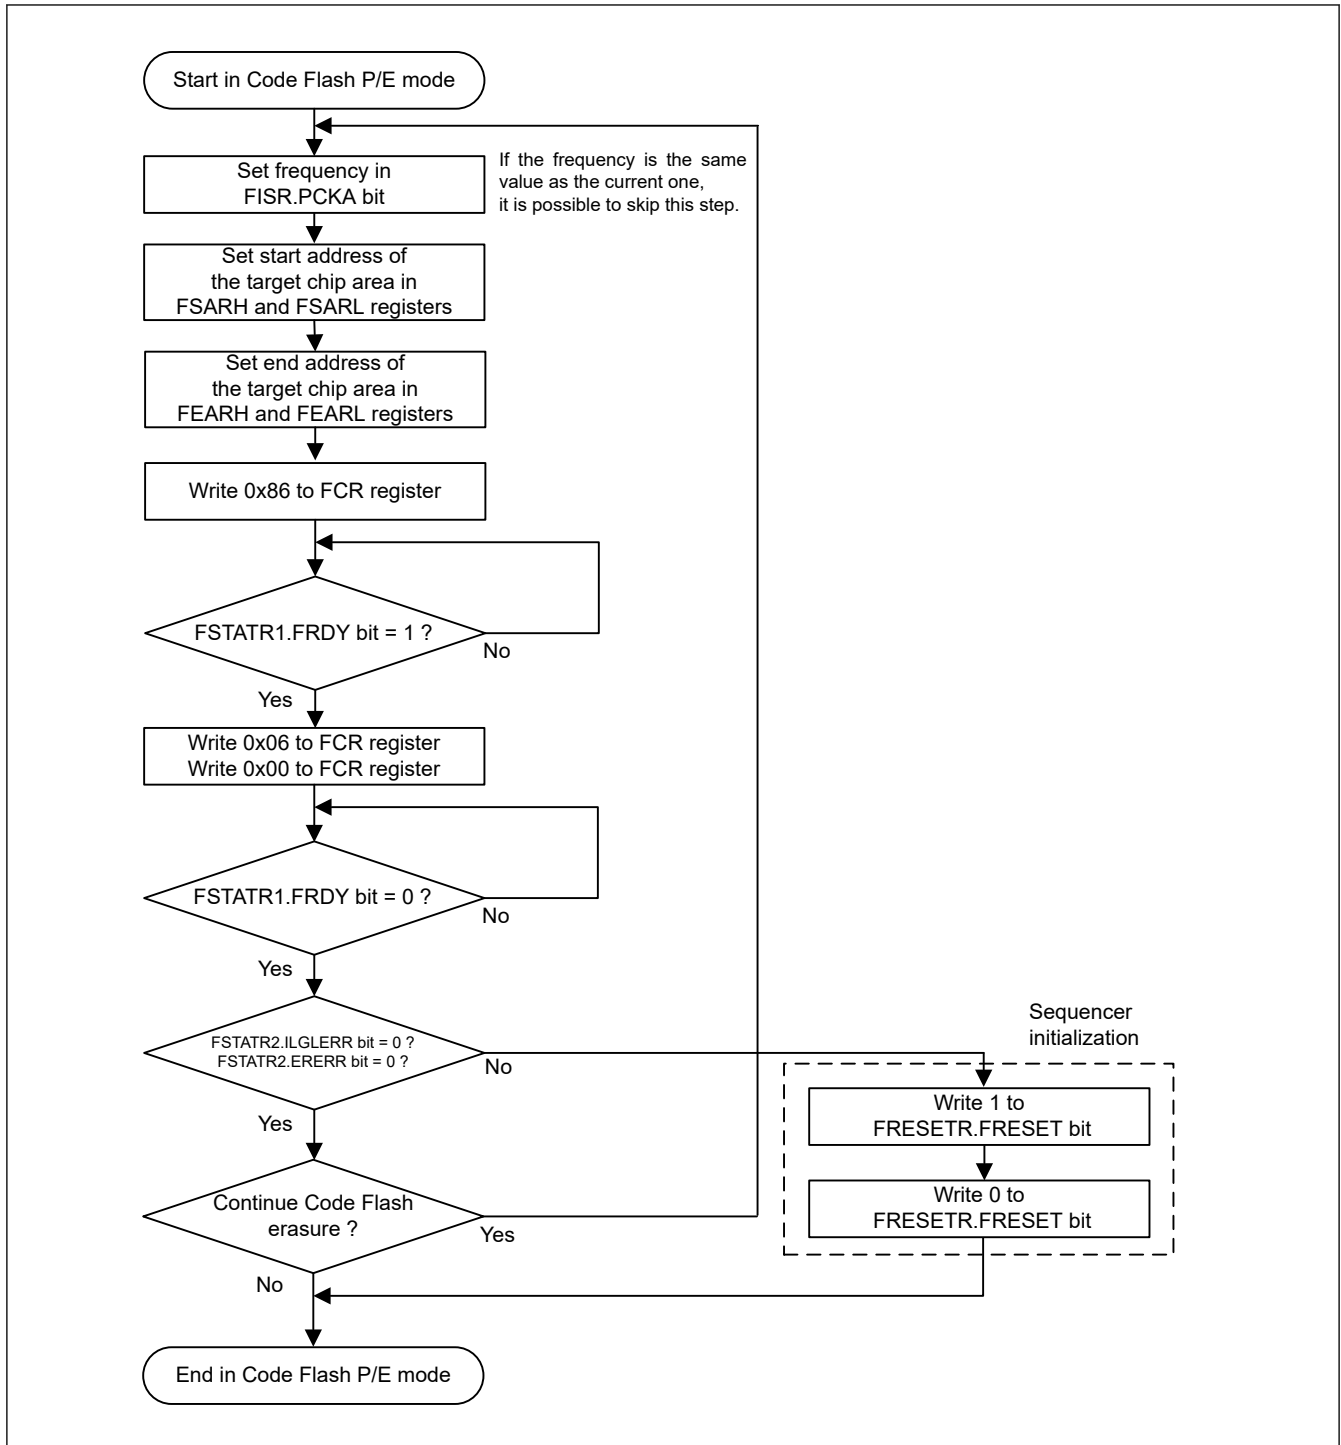 Start in Code Flash P/E mode
Set frequency in
FISR.PCKA bit
If the frequency is the same
value as the current one,
it is possible to skip this step.
Set start address of
the target chip area in
FSARH and FSARL registers
Set end address of
the target chip area in
FEARH and FEARL registers
Write 0x86 to FCR register
FSTATR1.FRDY bit = 1 ?
No
Yes
Write 0x06 to FCR register
Write 0x00 to FCR register
FSTATR1.FRDY bit = 0 ?
No
Yes
FSTATR2.ILGLERR bit = 0 ?
FSTATR2.ERERR bit = 0 ?
No
Yes
Sequencer
initialization
Write 1 to
FRESETR.FRESET bit
Write 0 to
FRESETR.FRESET bit
Continue Code Flash
erasure ?
Yes
No
End in Code Flash P/E mode